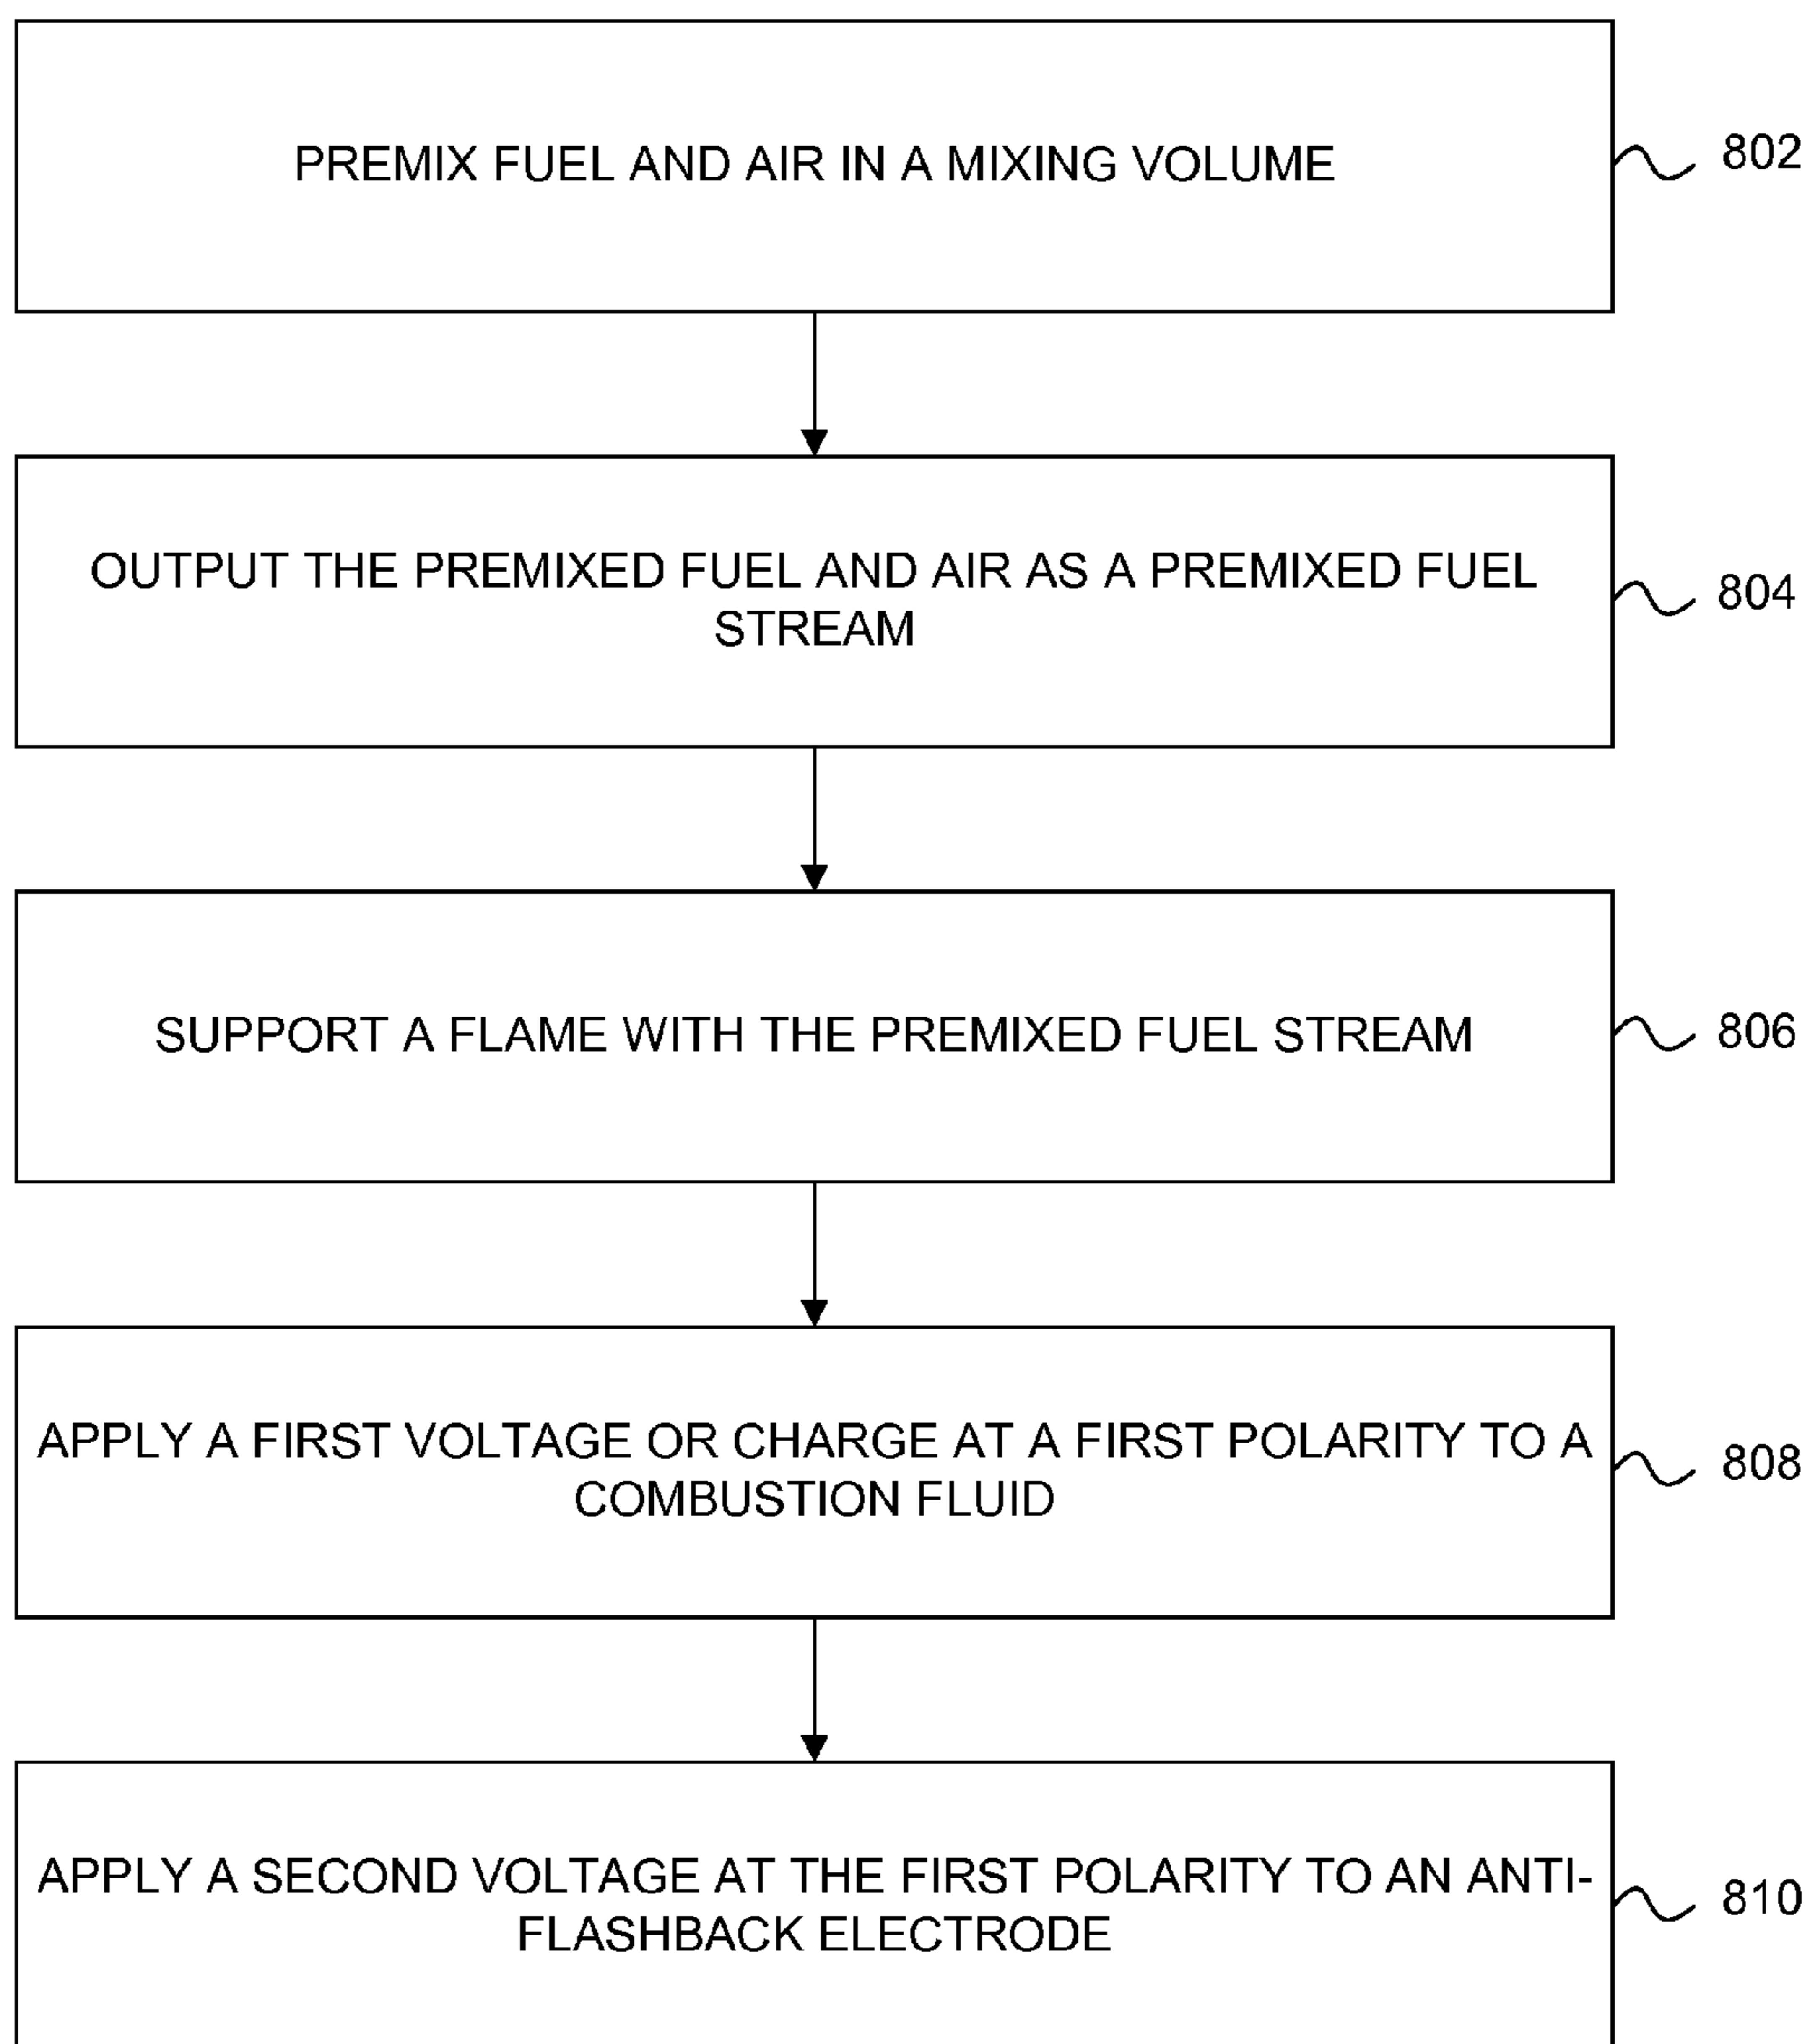 PREMIX FUEL AND AIR IN A MIXING VOLUME
802
OUTPUT THE PREMIXED FUEL AND AIR AS A PREMIXED FUEL
STREAM
804
SUPPORT A FLAME WITH THE PREMIXED FUEL STREAM
806
APPLY A FIRST VOLTAGE OR CHARGE AT A FIRST POLARITY TO A
COMBUSTION FLUID
808
APPLY A SECOND VOLTAGE AT THE FIRST POLARITY TO AN ANTI-
FLASHBACK ELECTRODE
810